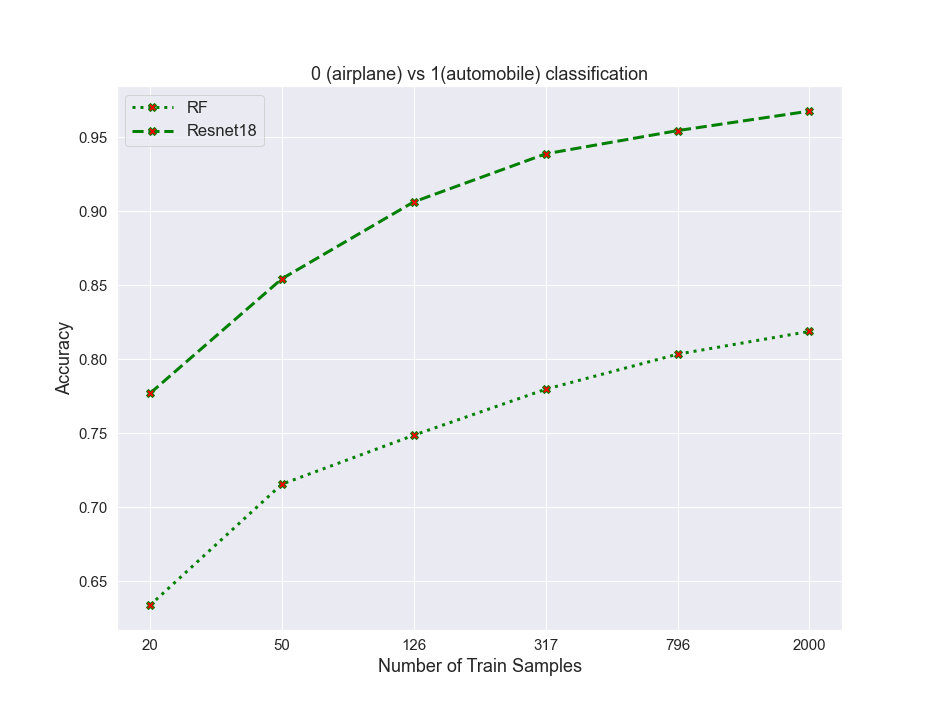 0 (airplane) vs 1(automobile) classification
RF
Resnet18
0.95
0.90
0.85
0.80
0.75
0.70
0.65
Accuracy
20 50 126 317 796 2000
Number of Train Samples